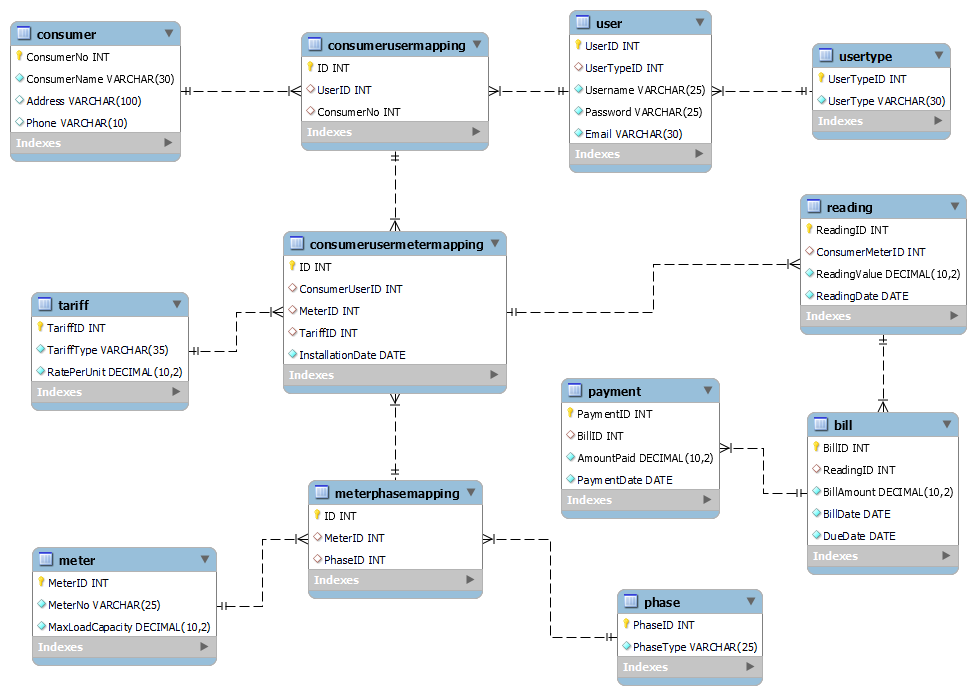 consumer
ConsumerNo INT
ConsumerName VARCHAR(30)
Address VARCHAR(100)
Phone VARCHAR(10)
Indexes
consumerusermapping
ID INT
UserID INT
ConsumerNo INT
Indexes
user
UserID INT
UserTypeID INT
Username VARCHAR(25)
Password VARCHAR(25)
Email VARCHAR(30)
Indexes
usertype
UserTypeID INT
UserType VARCHAR(30)
Indexes
consumerusermetermapping
ID INT
ConsumerUserID INT
MeterID INT
TariffID INT
InstallationDate DATE
Indexes
reading
ReadingID INT
ConsumerMeterID INT
ReadingValue DECIMAL(10,2)
ReadingDate DATE
Indexes
tariff
TariffID INT
TariffType VARCHAR(35)
RatePerUnit DECIMAL(10,2)
Indexes
payment
PaymentID INT
BillID INT
AmountPaid DECIMAL(10,2)
PaymentDate DATE
Indexes
bill
BillID INT
ReadingID INT
BillAmount DECIMAL(10,2)
BillDate DATE
DueDate DATE
Indexes
meterphasemapping
ID INT
MeterID INT
PhaseID INT
Indexes
meter
MeterID INT
MeterNo VARCHAR(25)
MaxLoadCapacity DECIMAL(10,2)
Indexes
phase
PhaseID INT
PhaseType VARCHAR(25)
Indexes